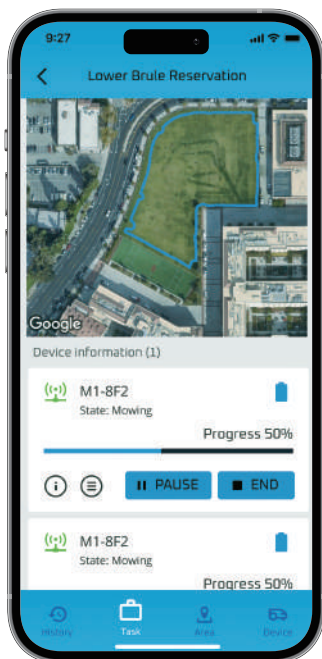 9:27
Lower Brule Reservation
Google
Device information (1)
M1-8F2
State: Mowing
Progress 50%
PAUSE
END
M1-8F2
State: Mowing
Progress 50%
History
Task
Area
Device